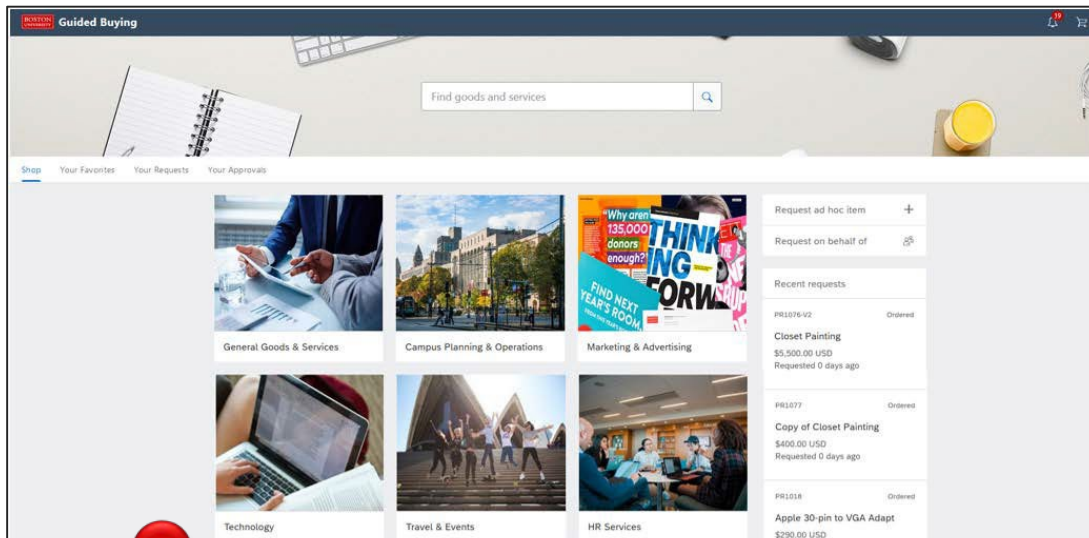 BOSTON
UNIVERSITY
Guided Buying
19
Find goods and services
Shop
Your Favorites
Your Requests
Your Approvals
"Why aren
135,000
donors
enough?"
THINK
ING
FORW
FIND NEXT
YEAR'S ROOM
General Goods & Services
Campus Planning & Operations
Marketing & Advertising
Technology
Travel & Events
HR Services
Request ad hoc item
Request on behalf of
Recent requests
PR1076-V2
Ordered
Closet Painting
$5,500.00 USD
Requested 0 days ago
PR1077
Ordered
Copy of Closet Painting
$400.00 USD
Requested 0 days ago
PR1018
Ordered
Apple 30-pin to VGA Adapt
$290.00 USD